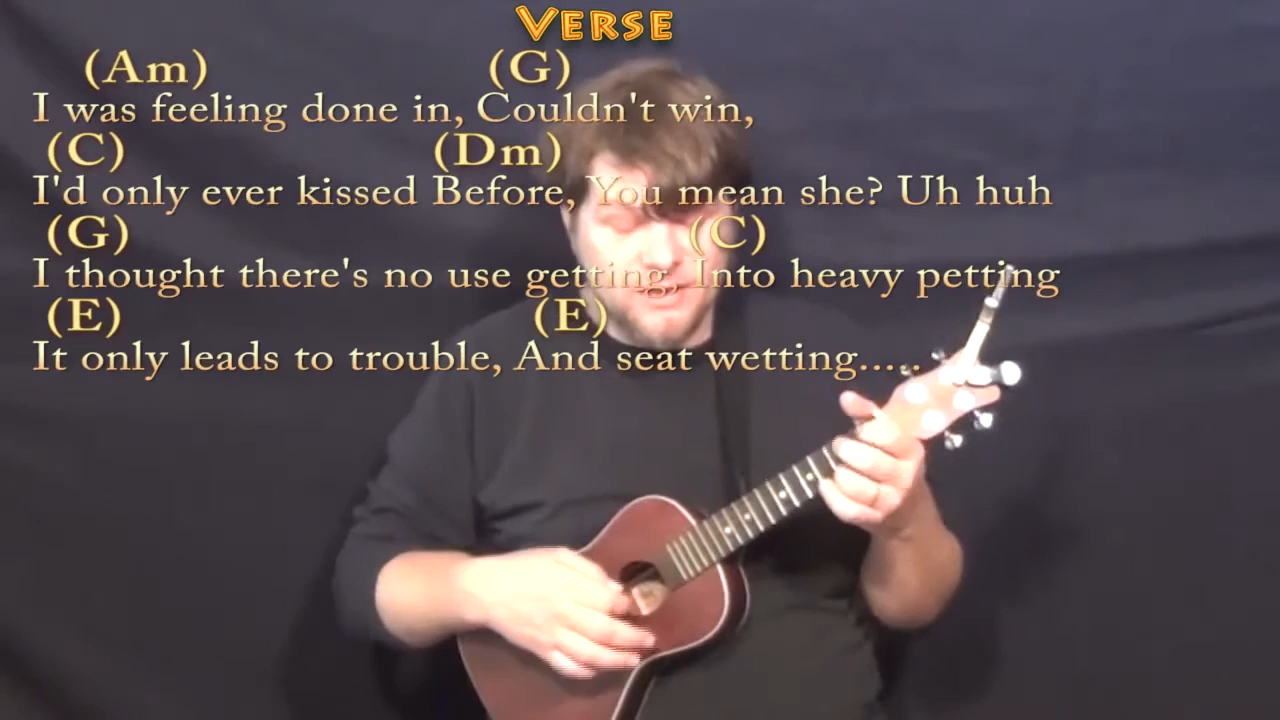 VERSE
(Am) (G)
I was feeling done in, Couldn't win,
(C) (Dm)
I'd only ever kissed Before, You mean she? Uh huh
(G) (C)
I thought there's no use getting, Into heavy petting
(E) (E)
It only leads to trouble, And seat wetting.....